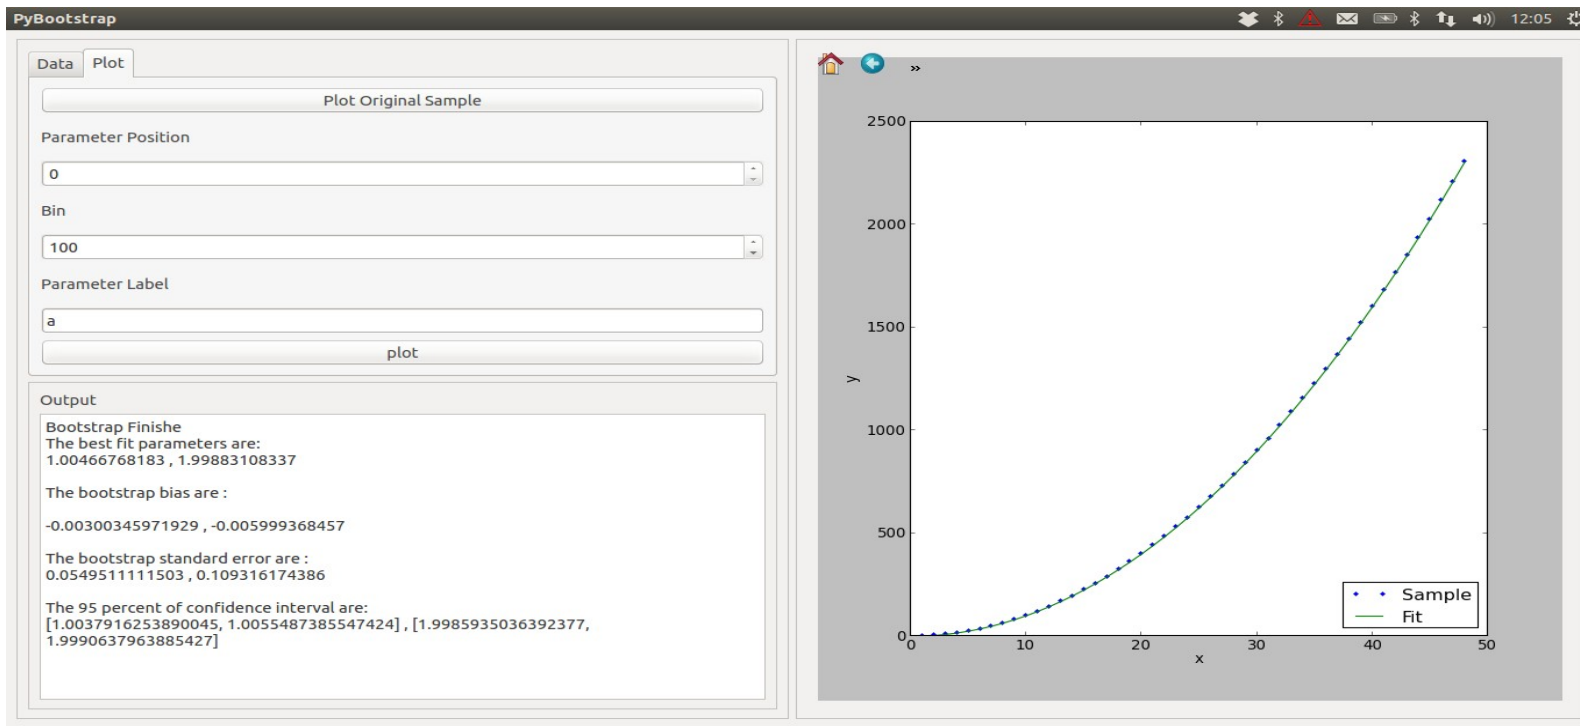 PyBootstrap
12:05
Data Plot
Plot Original Sample
Parameter Position
0
Bin
100
Parameter Label
a
plot
Output
Bootstrap Finishe
The best fit parameters are:
1.00466768183 , 1.99883108337
The bootstrap bias are :
-0.00300345971929 , -0.005999368457
The bootstrap standard error are :
0.0549511111503 , 0.109316174386
The 95 percent of confidence interval are:
[1.0037916253890045, 1.0055487385547424] , [1.9985935036392377,
1.9990637963885427]
»
2500
2000
1500
1000
500
0
y
0 10 20 30 40 50
x
Sample
Fit